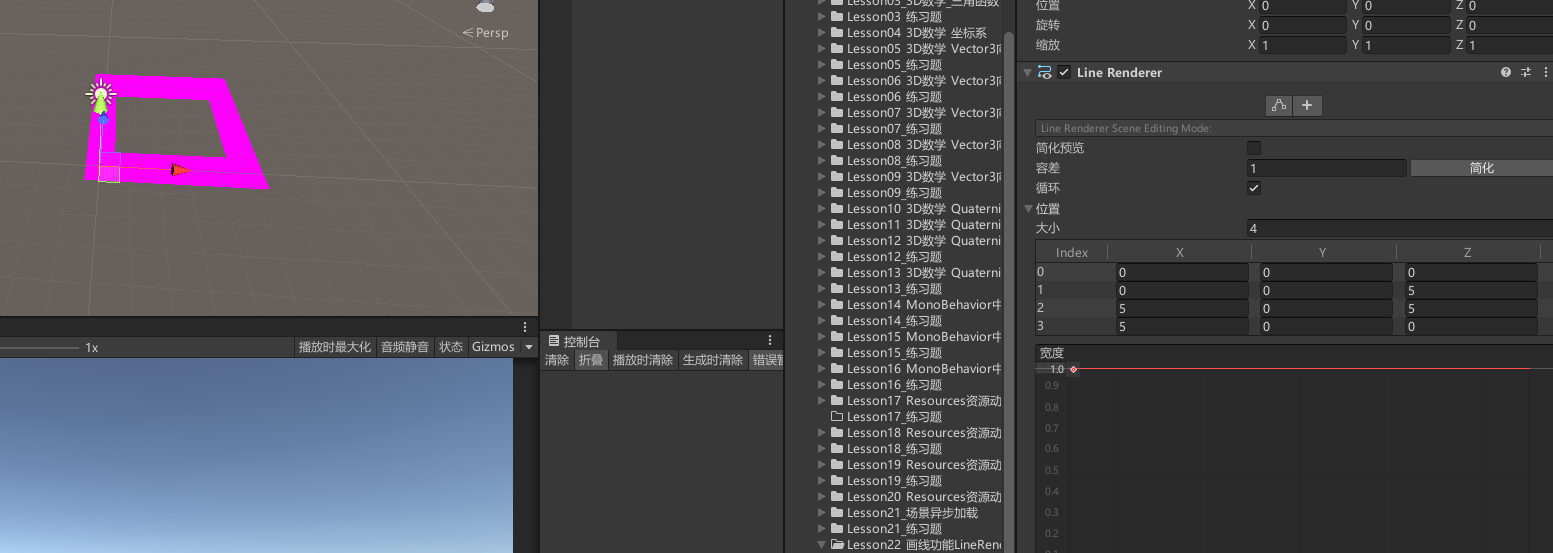 Persp
1x
播放时最大化 音频静音 状态 Gizmos
控制台
清除 折叠 播放时清除 生成时清除
Lesson03_3D数学_三角函数
Lesson03_练习题
Lesson04_3D数学_坐标系
Lesson05_3D数学_Vector3
Lesson05_练习题
Lesson06_3D数学_Vector3
Lesson06_练习题
Lesson07_3D数学_Vector3
Lesson07_练习题
Lesson08_3D数学_Vector3
Lesson08_练习题
Lesson09_3D数学_Vector3
Lesson09_练习题
Lesson10_3D数学_Quaterni
Lesson11_3D数学_Quaterni
Lesson12_3D数学_Quaterni
Lesson12_练习题
Lesson13_3D数学_Quaterni
Lesson13_练习题
Lesson14_MonoBehavior中
Lesson14_练习题
Lesson15_MonoBehavior中
Lesson15_练习题
Lesson16_MonoBehavior中
Lesson16_练习题
Lesson17_Resources资源动
Lesson17_练习题
Lesson18_Resources资源动
Lesson18_练习题
Lesson19_Resources资源动
Lesson19_练习题
Lesson20_Resources资源动
Lesson21_场景异步加载
Lesson21_练习题
Lesson22_画线功能LineRen
位置 X 0 Y 0 Z 0
旋转 X 0 Y 0 Z 0
缩放 X 1 Y 1 Z 1
Line Renderer
Line Renderer Scene Editing Mode:
简化预览
容差 1 简化
循环
位置
大小 4
Index X Y Z
0 0 0 0
1 0 0 5
2 5 0 5
3 5 0 0
宽度
1.0
0.9
0.8
0.7
0.6
0.5
0.4
0.3
0.2